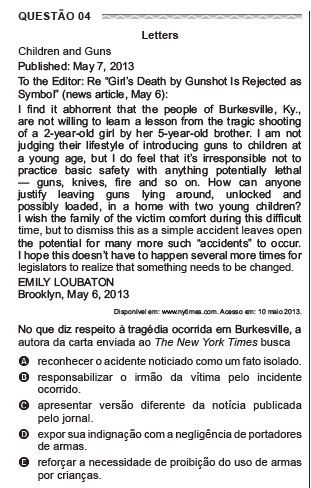 QUESTÃO 04
Letters
Children and Guns
Published: May 7, 2013
To the Editor: Re “Girl’s Death by Gunshot Is Rejected as
Symbol” (news article, May 6):
I find it abhorrent that the people of Burkesville, Ky.,
are not willing to learn a lesson from the tragic shooting
of a 2-year-old girl by her 5-year-old brother. I am not
judging their lifestyle of introducing guns to children at
a young age, but I do feel that it’s irresponsible not to
practice basic safety with anything potentially lethal
— guns, knives, fire and so on. How can anyone
justify leaving guns lying around, unlocked and
possibly loaded, in a home with two young children?
I wish the family of the victim comfort during this difficult
time, but to dismiss this as a simple accident leaves open
the potential for many more such “accidents” to occur.
I hope this doesn’t have to happen several more times for
legislators to realize that something needs to be changed.
EMILY LOUBATON
Brooklyn, May 6, 2013
Disponível em: www.nytimes.com. Acesso em: 10 maio 2013.
No que diz respeito à tragédia ocorrida em Burkesville, a
autora da carta enviada ao The New York Times busca
A reconhecer o acidente noticiado como um fato isolado.
B responsabilizar o irmão da vítima pelo incidente
ocorrido.
C apresentar versão diferente da notícia publicada
pelo jornal.
D expor sua indignação com a negligência de portadores
de armas.
E reforçar a necessidade de proibição do uso de armas
por crianças.